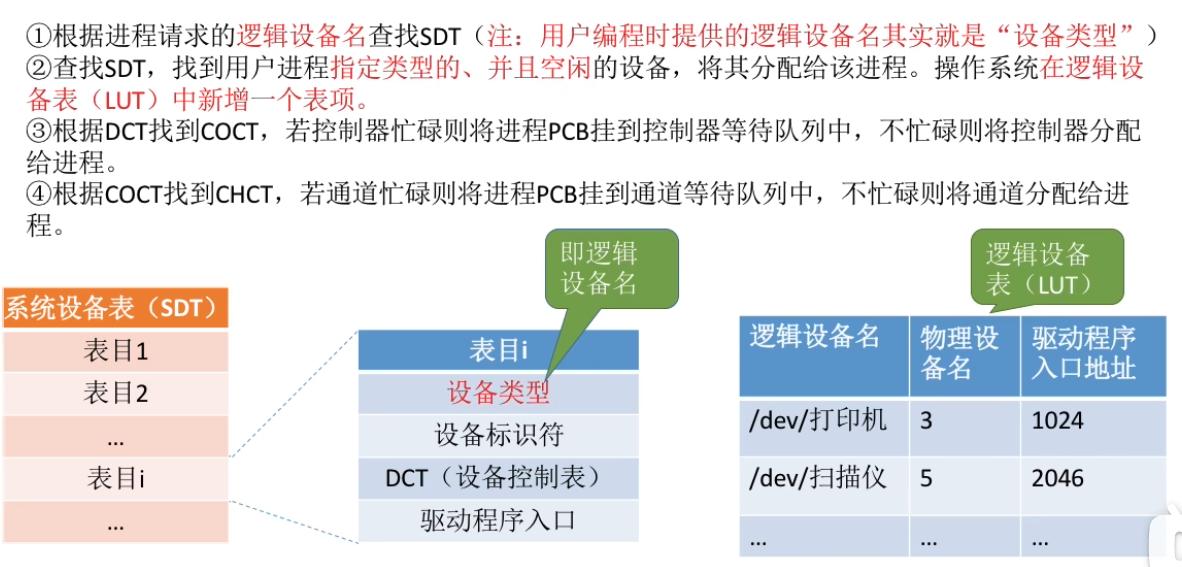 ①根据进程请求的逻辑设备名查找SDT（注：用户编程时提供的逻辑设备名其实就是“设备类型”）
②查找SDT，找到用户进程指定类型的、并且空闲的设备，将其分配给该进程。操作系统在逻辑设
备表（LUT）中新增一个表项。
③根据DCT找到COCT，若控制器忙碌则将进程PCB挂到控制器等待队列中，不忙碌则将控制器分配
给进程。
④根据COCT找到CHCT，若通道忙碌则将进程PCB挂到通道等待队列中，不忙碌则将通道分配给进
程。
即逻辑
设备名
逻辑设备
表（LUT）
系统设备表（SDT）
表目1
表目2
...
表目i
...
表目i
设备类型
设备标识符
DCT（设备控制表）
驱动程序入口
逻辑设备名 物理设 驱动程序
备名 入口地址
/dev/打印机 3 1024
/dev/扫描仪 5 2046
... ... ...